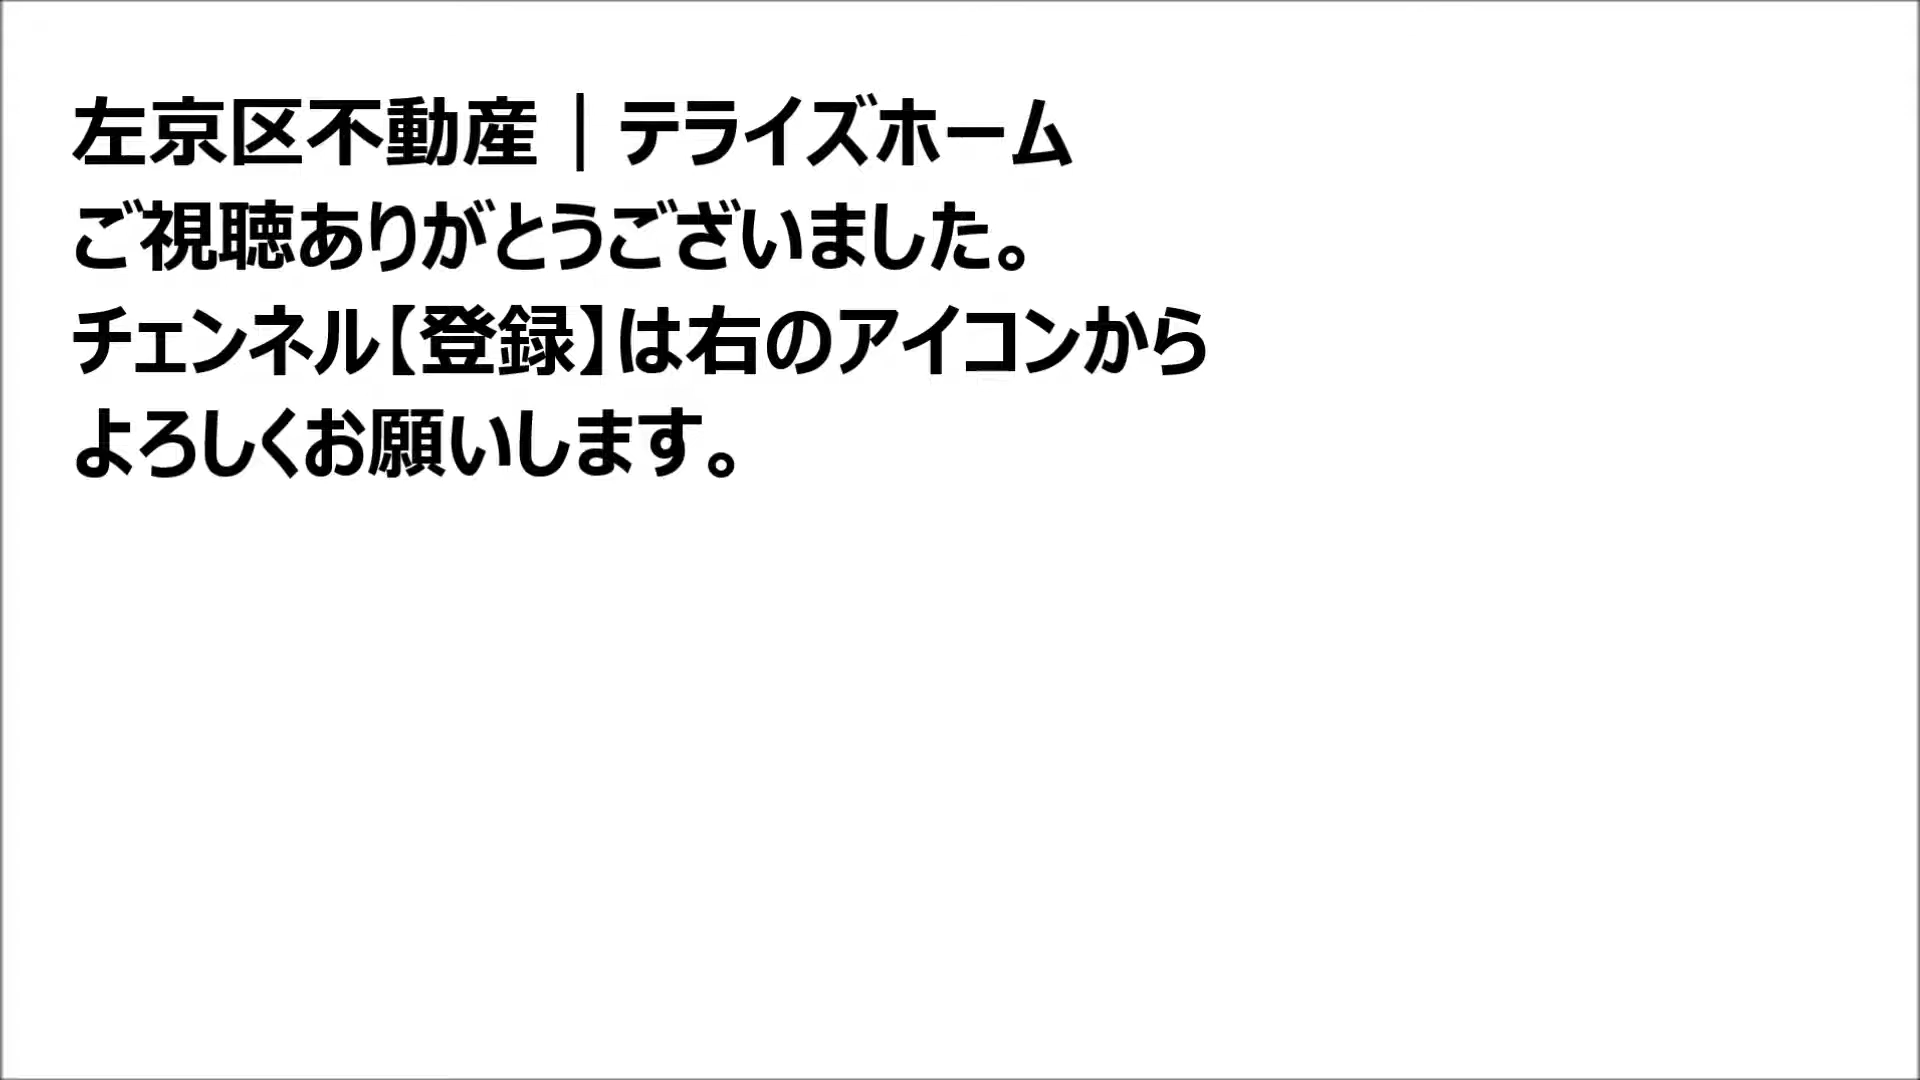 左京区不動産｜テライズホーム
ご視聴ありがとうございました。
チェンネル【登録】は右のアイコンから
よろしくお願いします。